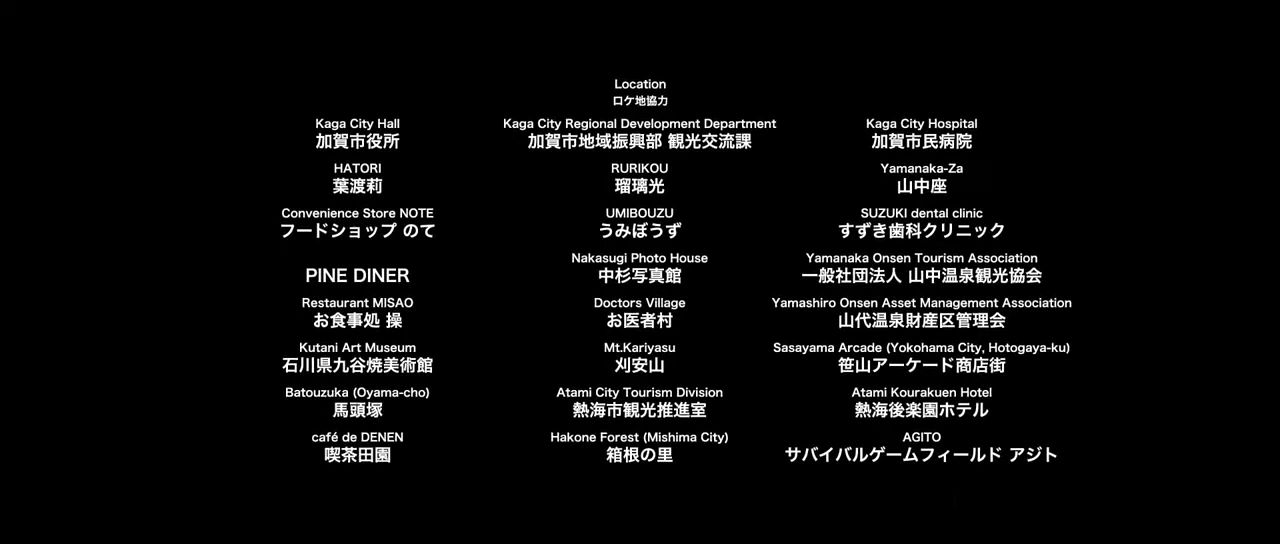 Location
ロケ地協力
Kaga City Hall
加賀市役所
Kaga City Regional Development Department
加賀市地域振興部 観光交流課
Kaga City Hospital
加賀市民病院
HATORI
葉渡莉
RURIKOU
瑠璃光
Yamanaka-Za
山中座
Convenience Store NOTE
フードショップ のて
UMIBOUZU
うみぼうず
SUZUKI dental clinic
すずき歯科クリニック
PINE DINER
Nakasugi Photo House
中杉写真館
Yamanaka Onsen Tourism Association
一般社団法人 山中温泉観光協会
Restaurant MISAO
お食事処 操
Doctors Village
お医者村
Yamashiro Onsen Asset Management Association
山代温泉財産区管理会
Kutani Art Museum
石川県九谷焼美術館
Mt.Kariyasu
刈安山
Sasayama Arcade (Yokohama City, Hotogaya-ku)
笹山アーケード商店街
Batouzuka (Oyama-cho)
馬頭塚
Atami City Tourism Division
熱海市観光推進室
Atami Kourakuen Hotel
熱海後楽園ホテル
café de DENEN
喫茶田園
Hakone Forest (Mishima City)
箱根の里
AGITO
サバイバルゲームフィールド アジト